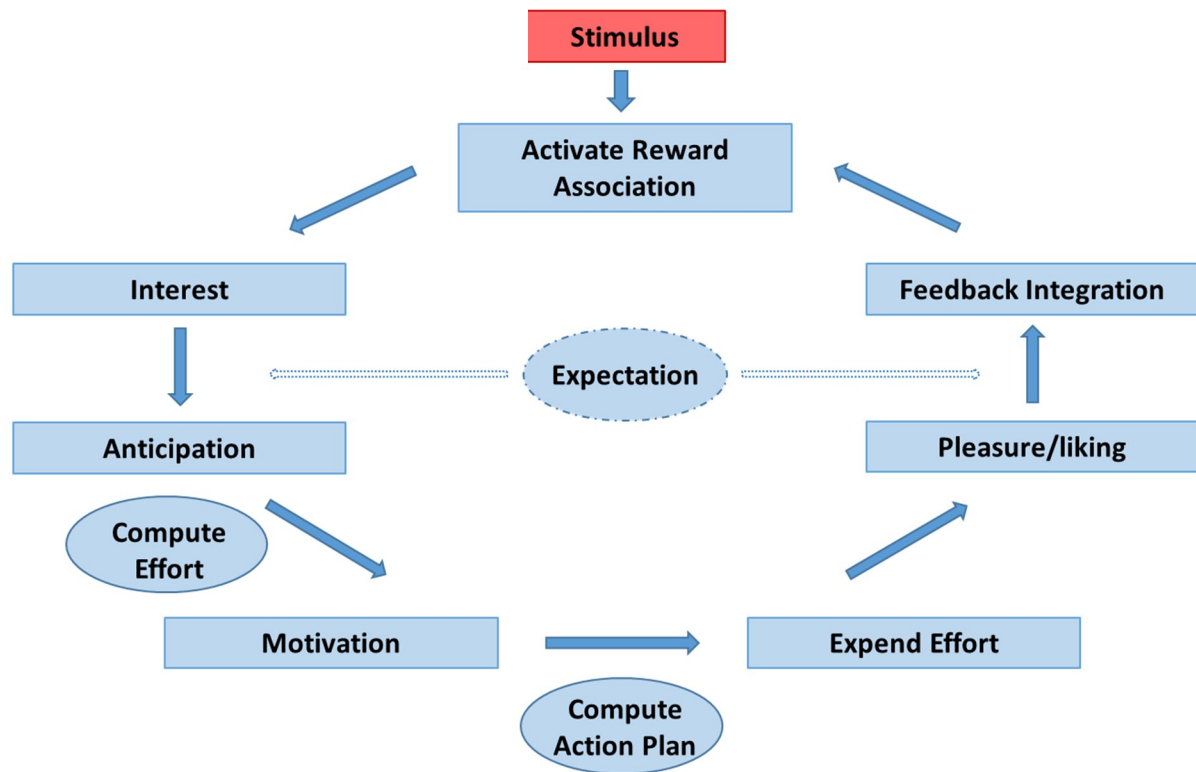 Stimulus
Activate Reward
Association
Interest
Feedback Integration
Expectation
Anticipation
Pleasure/liking
Compute
Effort
Motivation
Expend Effort
Compute
Action Plan